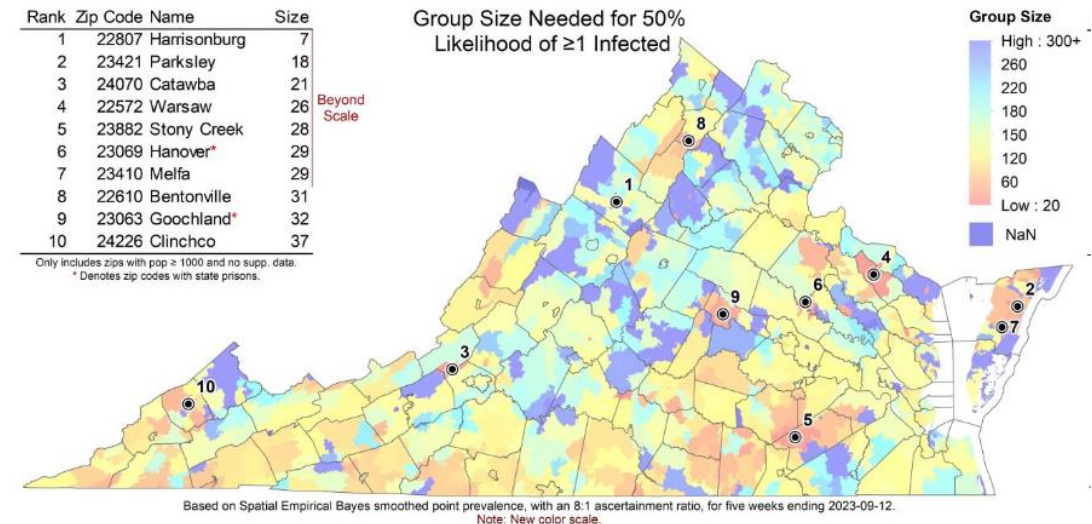 Group Size Needed for 50%
Likelihood of ≥1 Infected
Rank Zip Code Name Size
1 22807 Harrisonburg 7
2 23421 Parksley 18
3 24070 Catawba 21
4 22572 Warsaw 26
5 23882 Stony Creek 28
6 23069 Hanover* 29
7 23410 Melfa 29
8 22610 Bentonville 31
9 23063 Goochland* 32
10 24226 Clinchco 37
Beyond
Scale
Only includes zips with pop ≥ 1000 and no supp. data.
* Denotes zip codes with state prisons.
Group Size
High : 300+
260
220
180
150
120
60
Low : 20
NaN
8
1
4
2
6
9
7
3
10
5
Based on Spatial Empirical Bayes smoothed point prevalence, with an 8:1 ascertainment ratio, for five weeks ending 2023-09-12.
Note: New color scale.